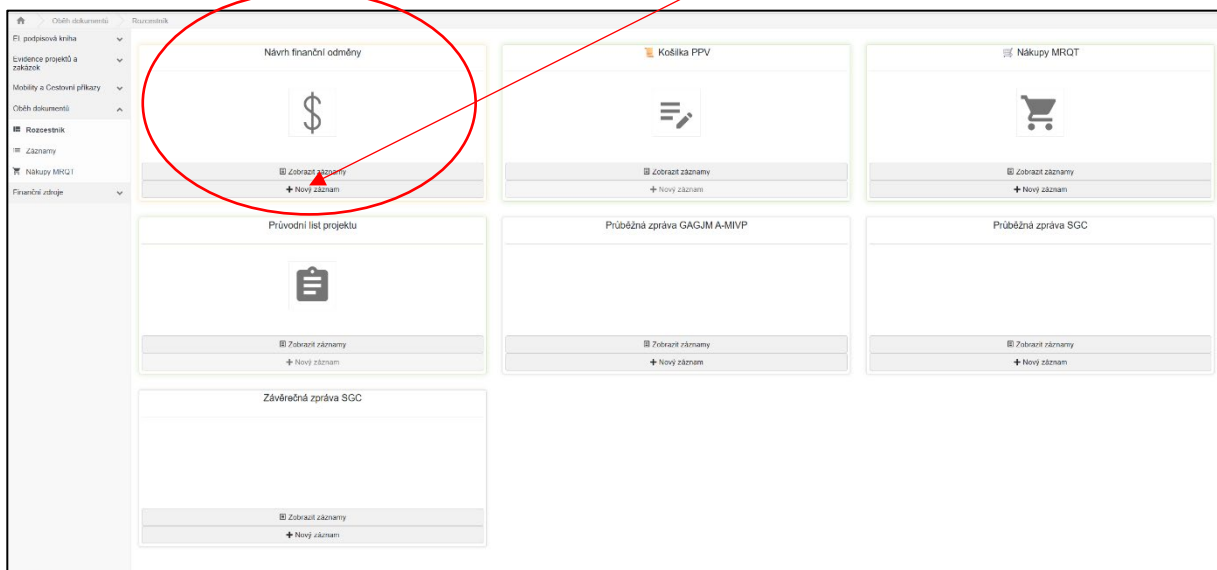 Oběh dokumentů
Rozcestník
El. podpisová kniha
Evidence projektů a
zakázok
Mobility a Cestovní příkazy
Oběh dokumentů
Rozcestník
Záznamy
Nákupy MRQT
Finanční zdroje
Návrh finanční odměny
Zobrazit záznamy
Nový záznam
Košilka PPV
Zobrazit záznamy
Nový záznam
Nákupy MRQT
Zobrazit záznamy
Nový záznam
Průvodní list projektu
Zobrazit záznamy
Nový záznam
Průběžná zpráva GAGJM A-MIVP
Zobrazit záznamy
Nový záznam
Průběžná zpráva SGC
Zobrazit záznamy
Nový záznam
Závěrečná zpráva SGC
Zobrazit záznamy
Nový záznam